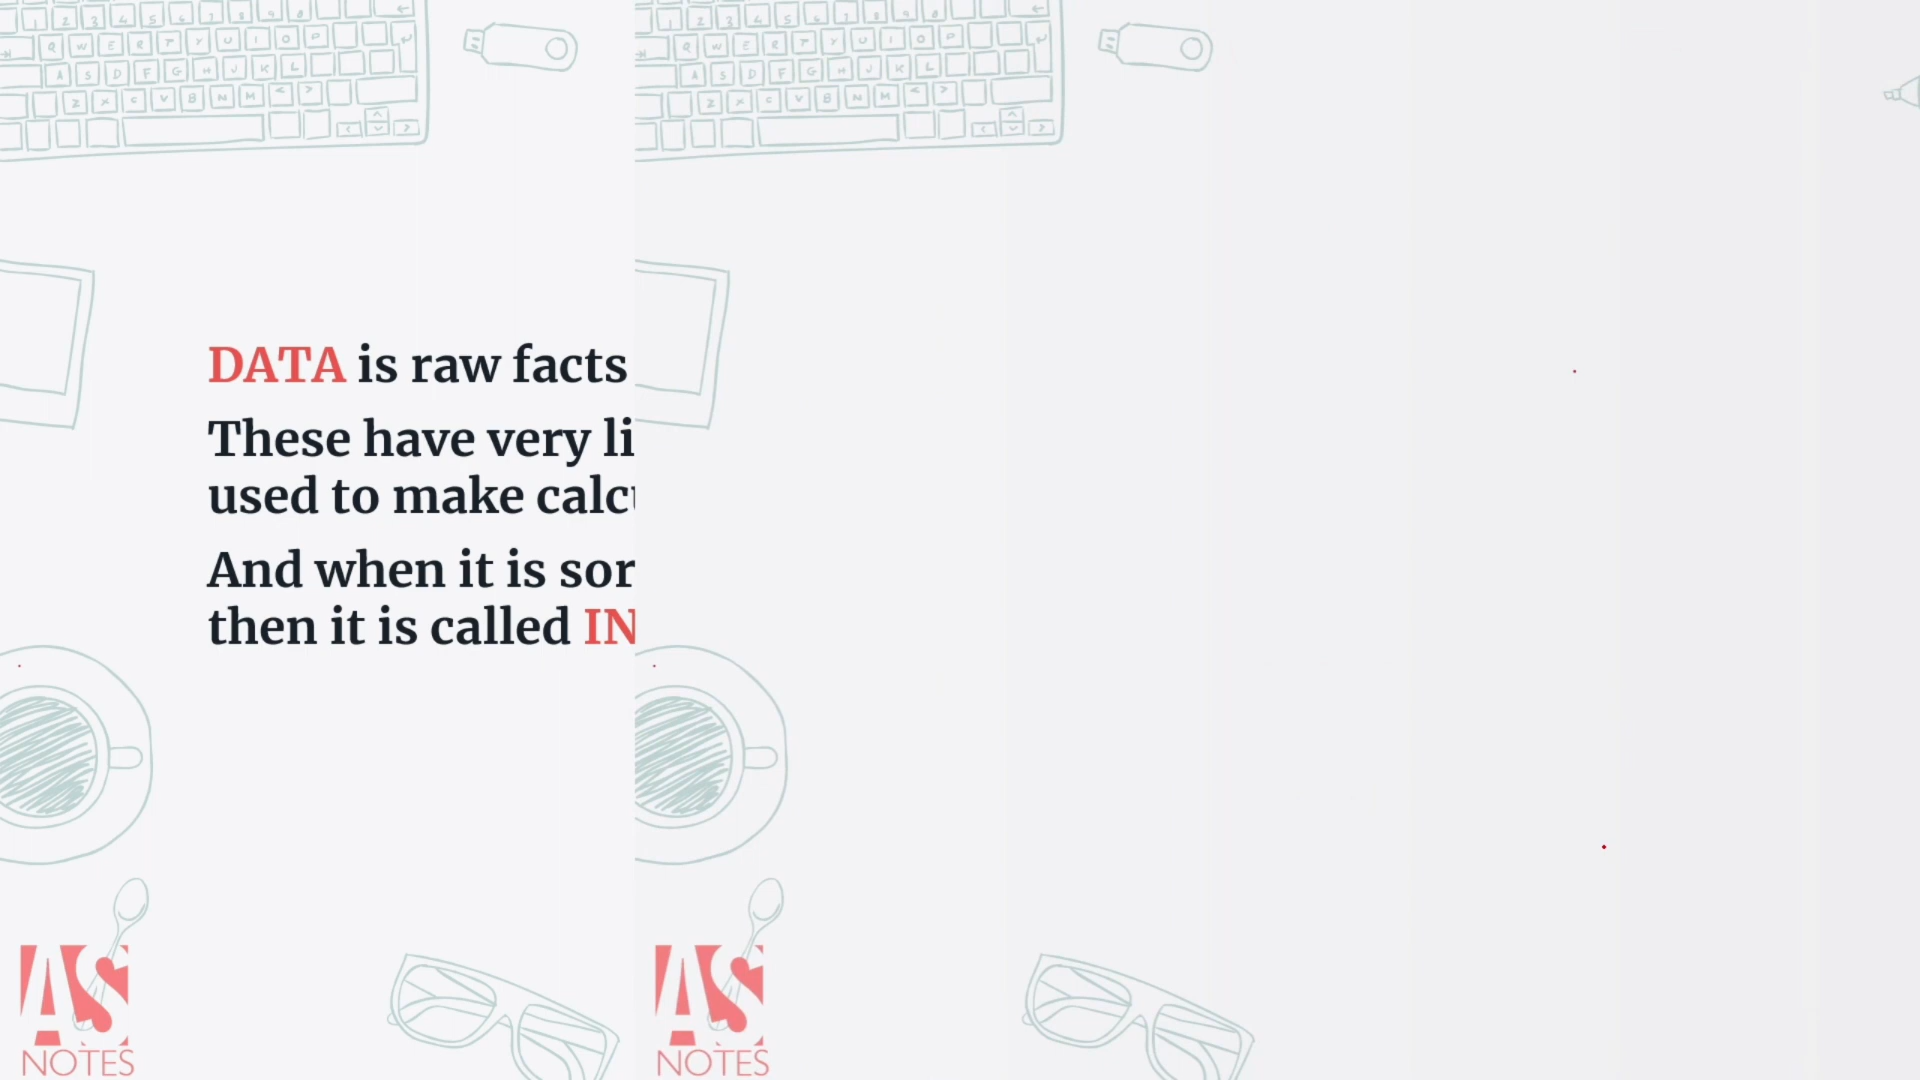 DATA is raw facts
These have very li
used to make calc
And when it is sor
then it is called IN
AS
NOTES
AS
NOTES